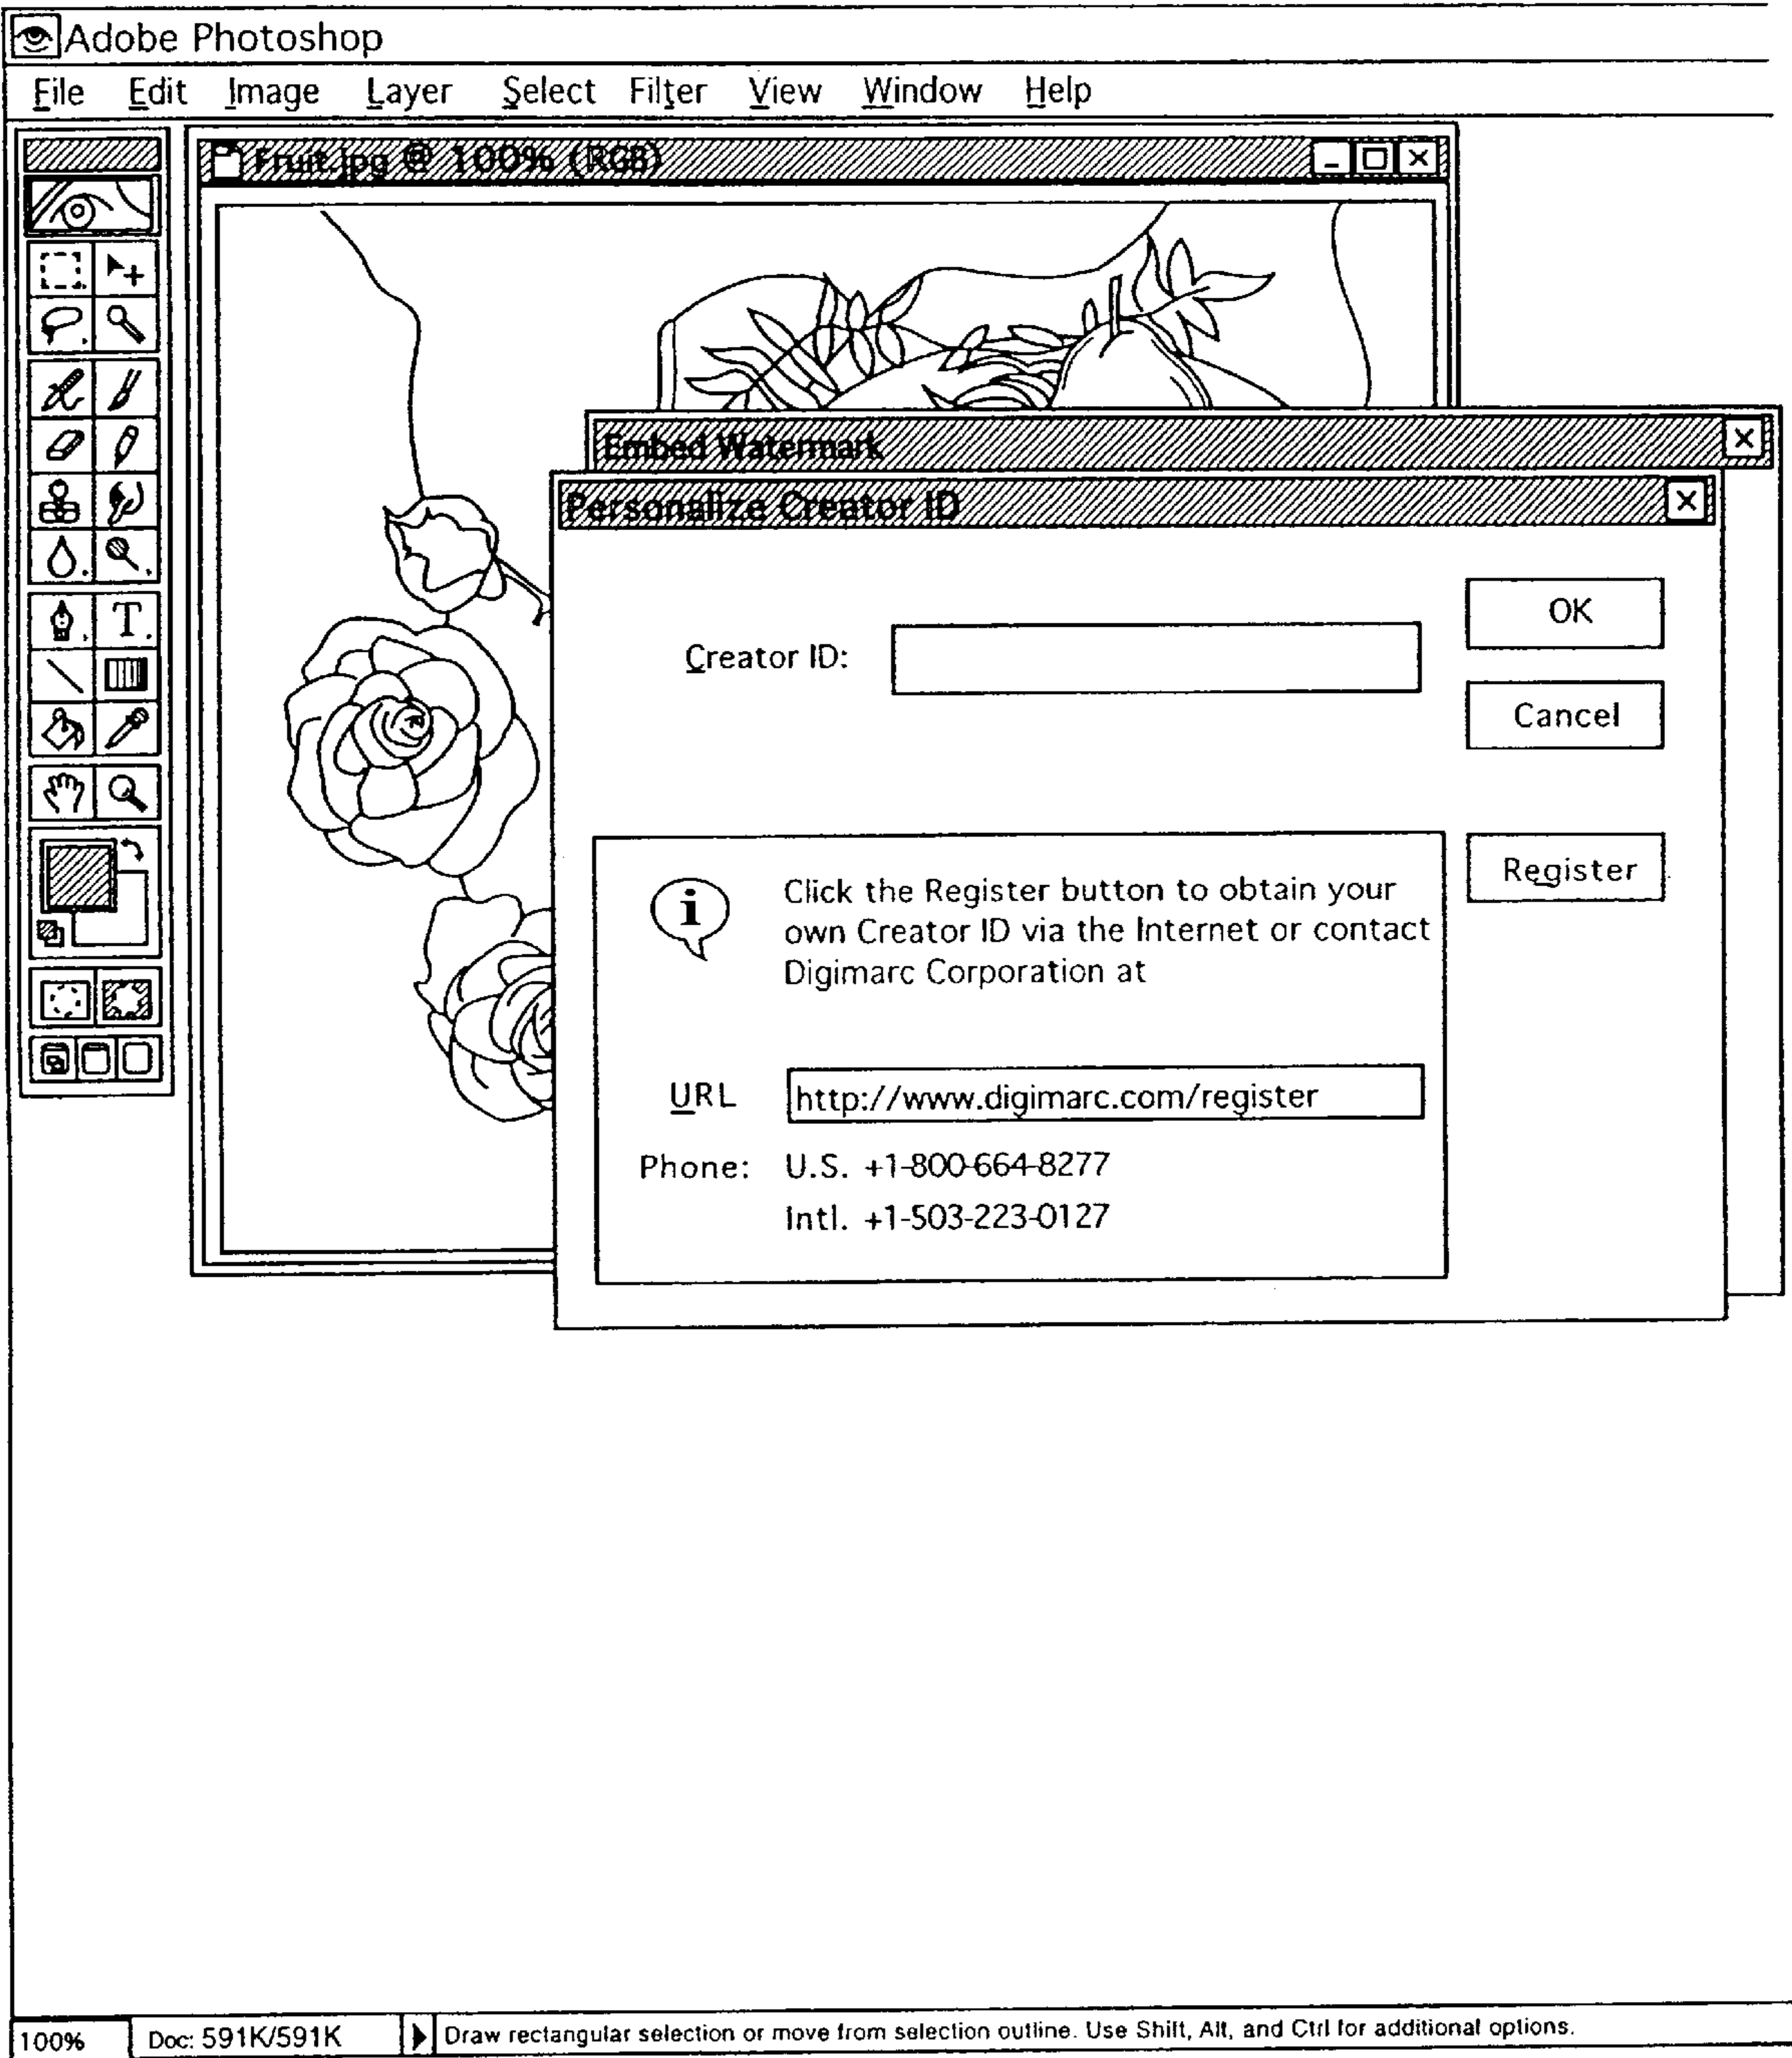 Adobe Photoshop
File Edit Image Layer Select Filter View Window Help
Fruit.jpg @ 100% (RGB)
Embed Watermark
Personalize Creator ID
OK
Creator ID:
Cancel
Register
Click the Register button to obtain your
own Creator ID via the Internet or contact
Digimarc Corporation at
URL http://www.digimarc.com/register
Phone: U.S. +1-800-664-8277
Intl. +1-503-223-0127
100% Doc: 591K/591K Draw rectangular selection or move from selection outline. Use Shift, Alt, and Ctrl for additional options.